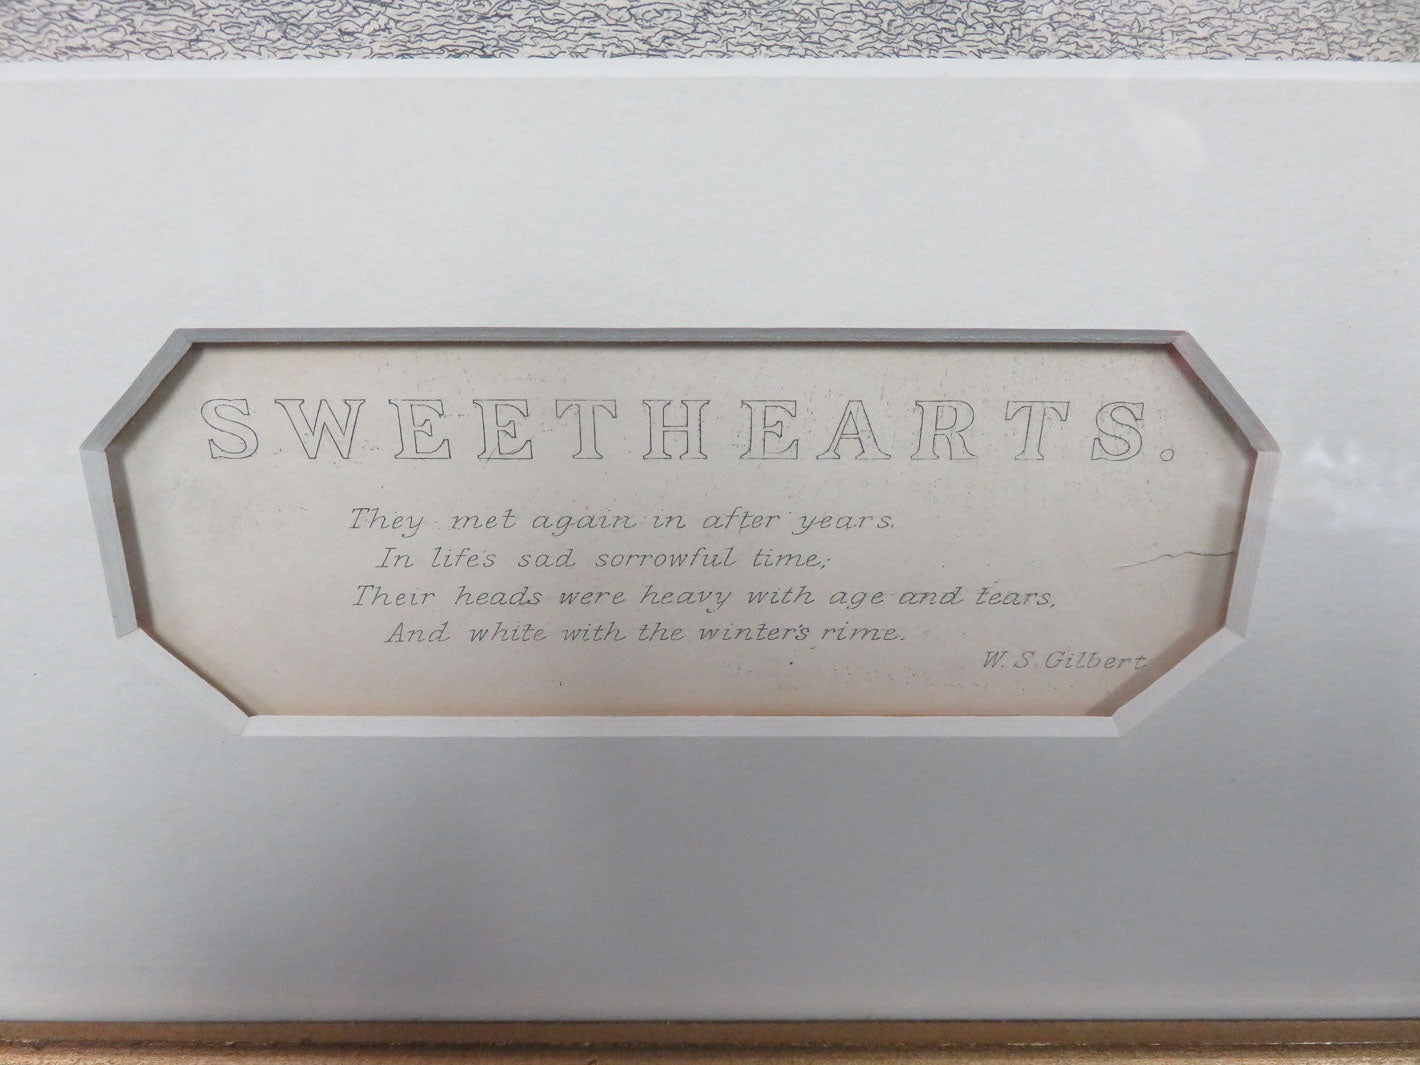 SWEETHEARTS.
They met again in after years,
In life's sad sorrowful time;
Their heads were heavy with age and tears,
And white with the winter's rime.
W. S. Gilbert